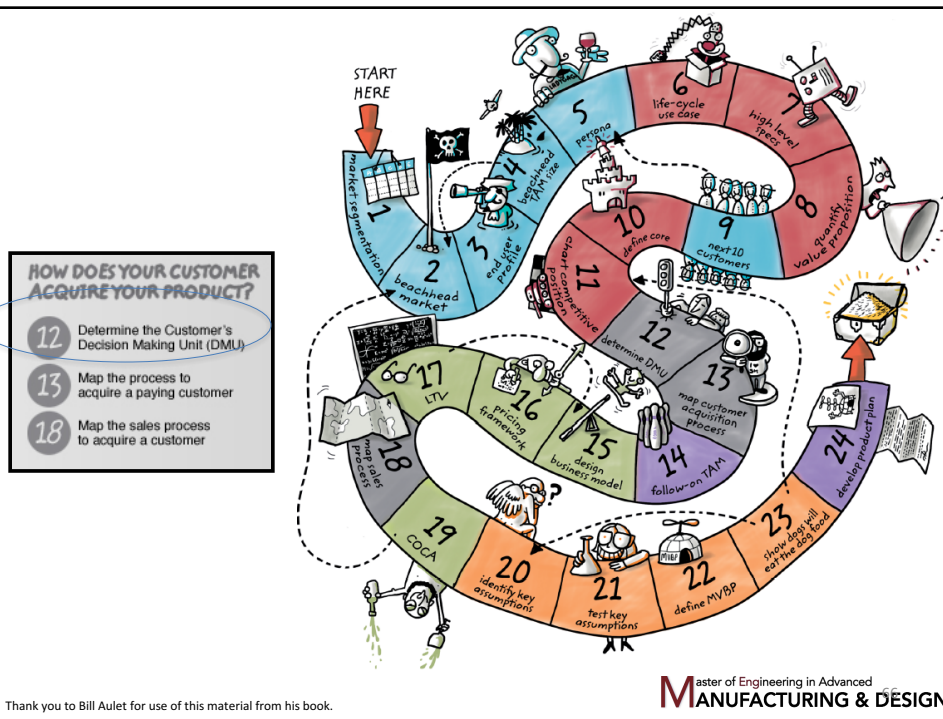 START
HERE
1
market segmentation
2
beachhead
market
3
end user
profile
4
beachhead
TAM size
5
persona
6
life-cycle
use case
7
high level
specs
8
quantify
value proposition
9
next 10
customers
10
define core
11
chart competitive
position
12
determine DMU
13
map customer
acquisition
process
14
follow-on TAM
15
design
business model
16
pricing
framework
17
LTV
18
map sales
process
19
COCA
20
identify key
assumptions
?
21
test key
assumptions
22
define MVBP
MVBP
23
show dogs will
eat the dog food
24
develop product plan
HOW DOES YOUR CUSTOMER
ACQUIRE YOUR PRODUCT?
12 Determine the Customer's
Decision Making Unit (DMU)
13 Map the process to
acquire a paying customer
18 Map the sales process
to acquire a customer
Thank you to Bill Aulet for use of this material from his book.
Master of Engineering in Advanced
MANUFACTURING & DESIGN
66